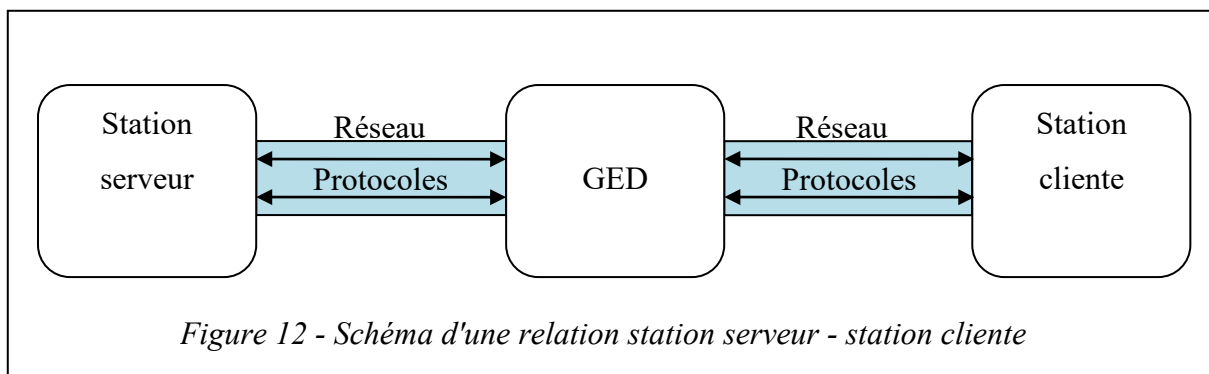 Station
serveur
Réseau
Protocoles
GED
Réseau
Protocoles
Station
cliente
Figure 12 - Schéma d'une relation station serveur - station cliente